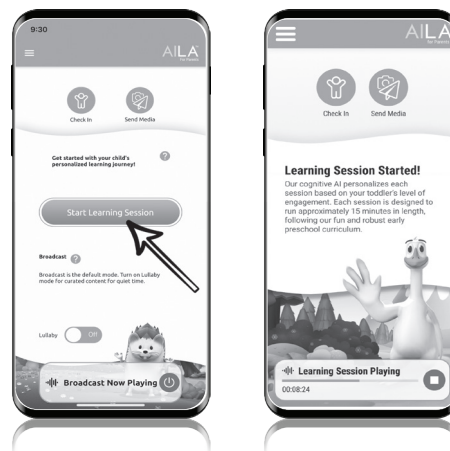 9:30
AILA
for Parents
Check In
Send Media
Get started with your child's
personalized learning journey!
?
Start Learning Session
Broadcast ?
Broadcast is the default mode. Turn on Lullaby
mode for curated content for quiet time.
Lullaby
Off
Broadcast Now Playing
AILA
for Parents
Check In
Send Media
Learning Session Started!
Our cognitive AI personalizes each
session based on your toddler's level of
engagement. Each session is designed to
run approximately 15 minutes in length,
following our fun and robust early
preschool curriculum.
Learning Session Playing
00:08:24